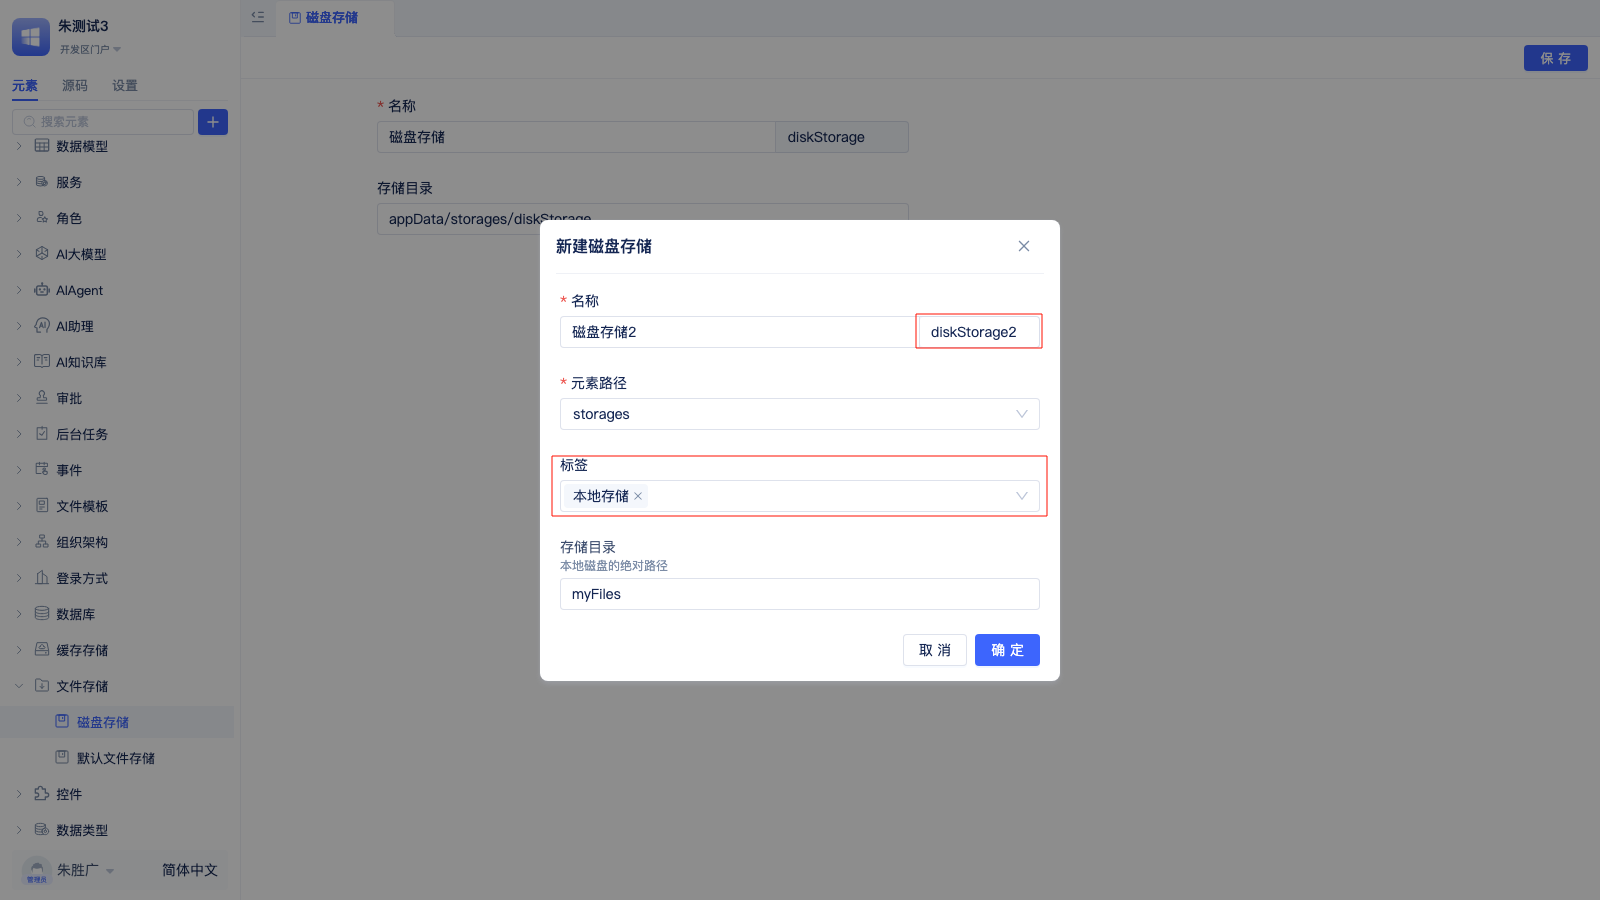 朱测试3
开发区门户
元素 源码 设置
搜索元素
数据模型
服务
角色
AI大模型
AIAgent
AI助理
AI知识库
审批
后台任务
事件
文件模板
组织架构
登录方式
数据库
缓存存储
文件存储
磁盘存储
默认文件存储
控件
数据类型
管理员
朱胜广 简体中文
磁盘存储
保 存
* 名称
磁盘存储 diskStorage
存储目录
appData/storages/diskStorage
新建磁盘存储
* 名称
磁盘存储2 diskStorage2
* 元素路径
storages
标签
本地存储
存储目录
本地磁盘的绝对路径
myFiles
取 消 确 定